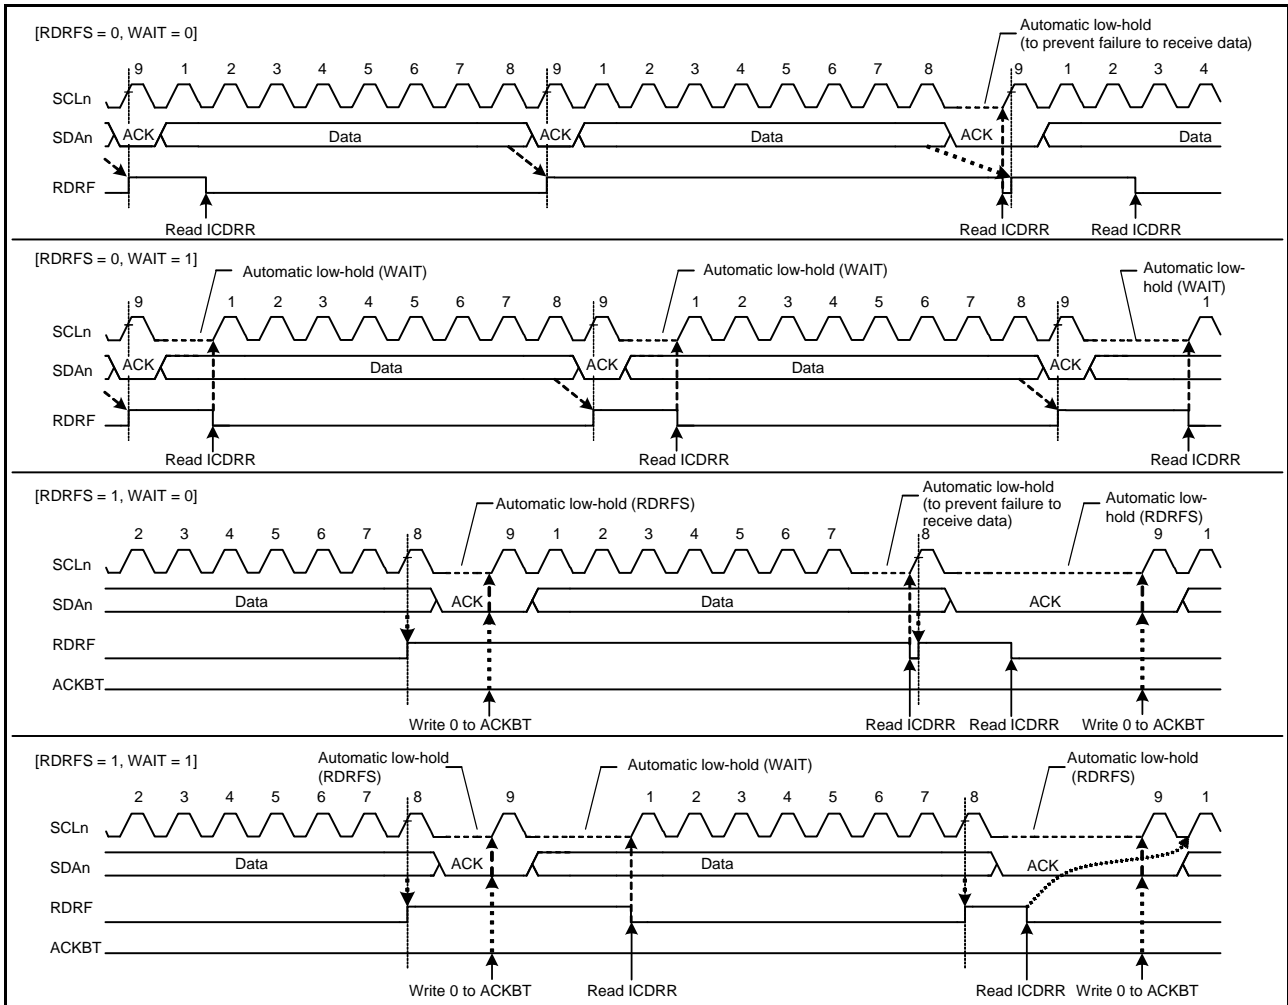 [RDRFS = 0, WAIT = 0]
Automatic low-hold
(to prevent failure to receive data)
9 1 2 3 4 5 6 7 8 9 1 2 3 4 5 6 7 8 9 1 2 3 4
SCLn
SDAn ACK Data ACK Data ACK Data
RDRF
Read ICDRR Read ICDRR Read ICDRR
[RDRFS = 0, WAIT = 1]
Automatic low-hold (WAIT) Automatic low-hold (WAIT) Automatic low-
hold (WAIT)
9 1 2 3 4 5 6 7 8 9 1 2 3 4 5 6 7 8 9 1
SCLn
SDAn ACK Data ACK Data ACK
RDRF
Read ICDRR Read ICDRR Read ICDRR
[RDRFS = 1, WAIT = 0]
Automatic low-hold (RDRFS) Automatic low-hold
(to prevent failure to
receive data)
Automatic low-
hold (RDRFS)
2 3 4 5 6 7 8 9 1 2 3 4 5 6 7 8 9 1
SCLn
SDAn Data ACK Data ACK
RDRF
ACKBT
Write 0 to ACKBT Read ICDRR Read ICDRR Write 0 to ACKBT
[RDRFS = 1, WAIT = 1]
Automatic low-hold
(RDRFS)
Automatic low-hold (WAIT)
Automatic low-hold
(RDRFS)
2 3 4 5 6 7 8 9 1 2 3 4 5 6 7 8 9 1
SCLn
SDAn Data ACK Data ACK
RDRF
ACKBT
Write 0 to ACKBT Read ICDRR Read ICDRR Write 0 to ACKBT